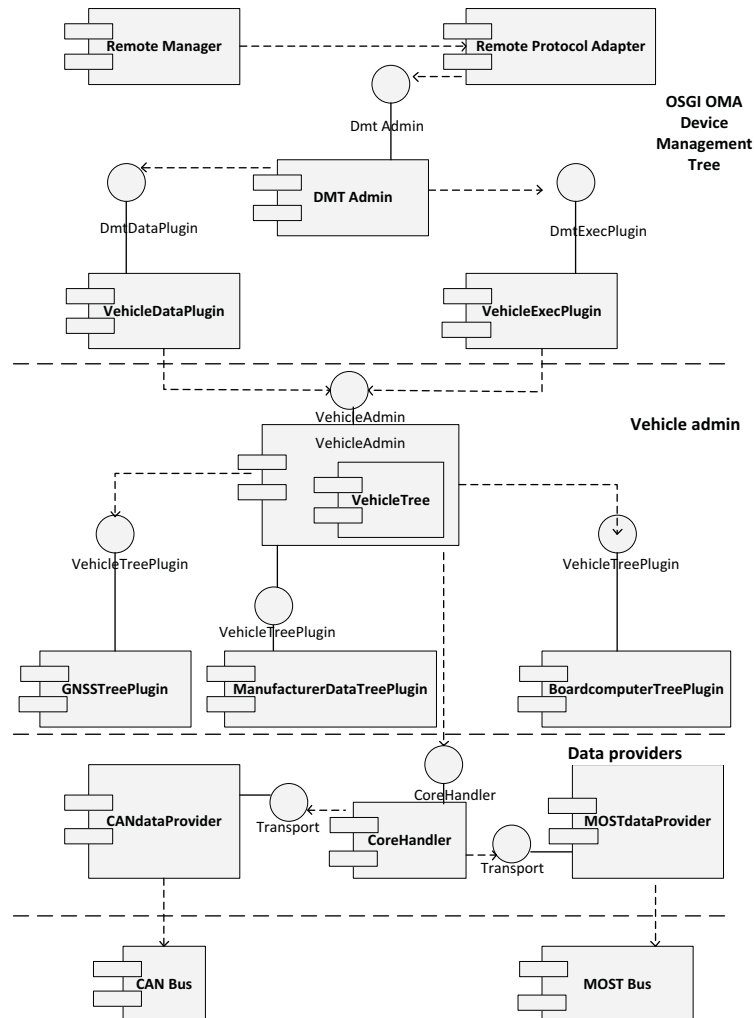 Remote Manager
Remote Protocol Adapter
OSGI OMA
Device
Management
Tree
Dmt Admin
DMT Admin
DmtDataPlugin
DmtExecPlugin
VehicleDataPlugin
VehicleExecPlugin
VehicleAdmin
Vehicle admin
VehicleAdmin
VehicleTree
VehicleTreePlugin
VehicleTreePlugin
VehicleTreePlugin
GNSSTreePlugin
ManufacturerDataTreePlugin
BoardcomputerTreePlugin
Data providers
CoreHandler
CANdataProvider
Transport
CoreHandler
MOSTdataProvider
Transport
CAN Bus
MOST Bus